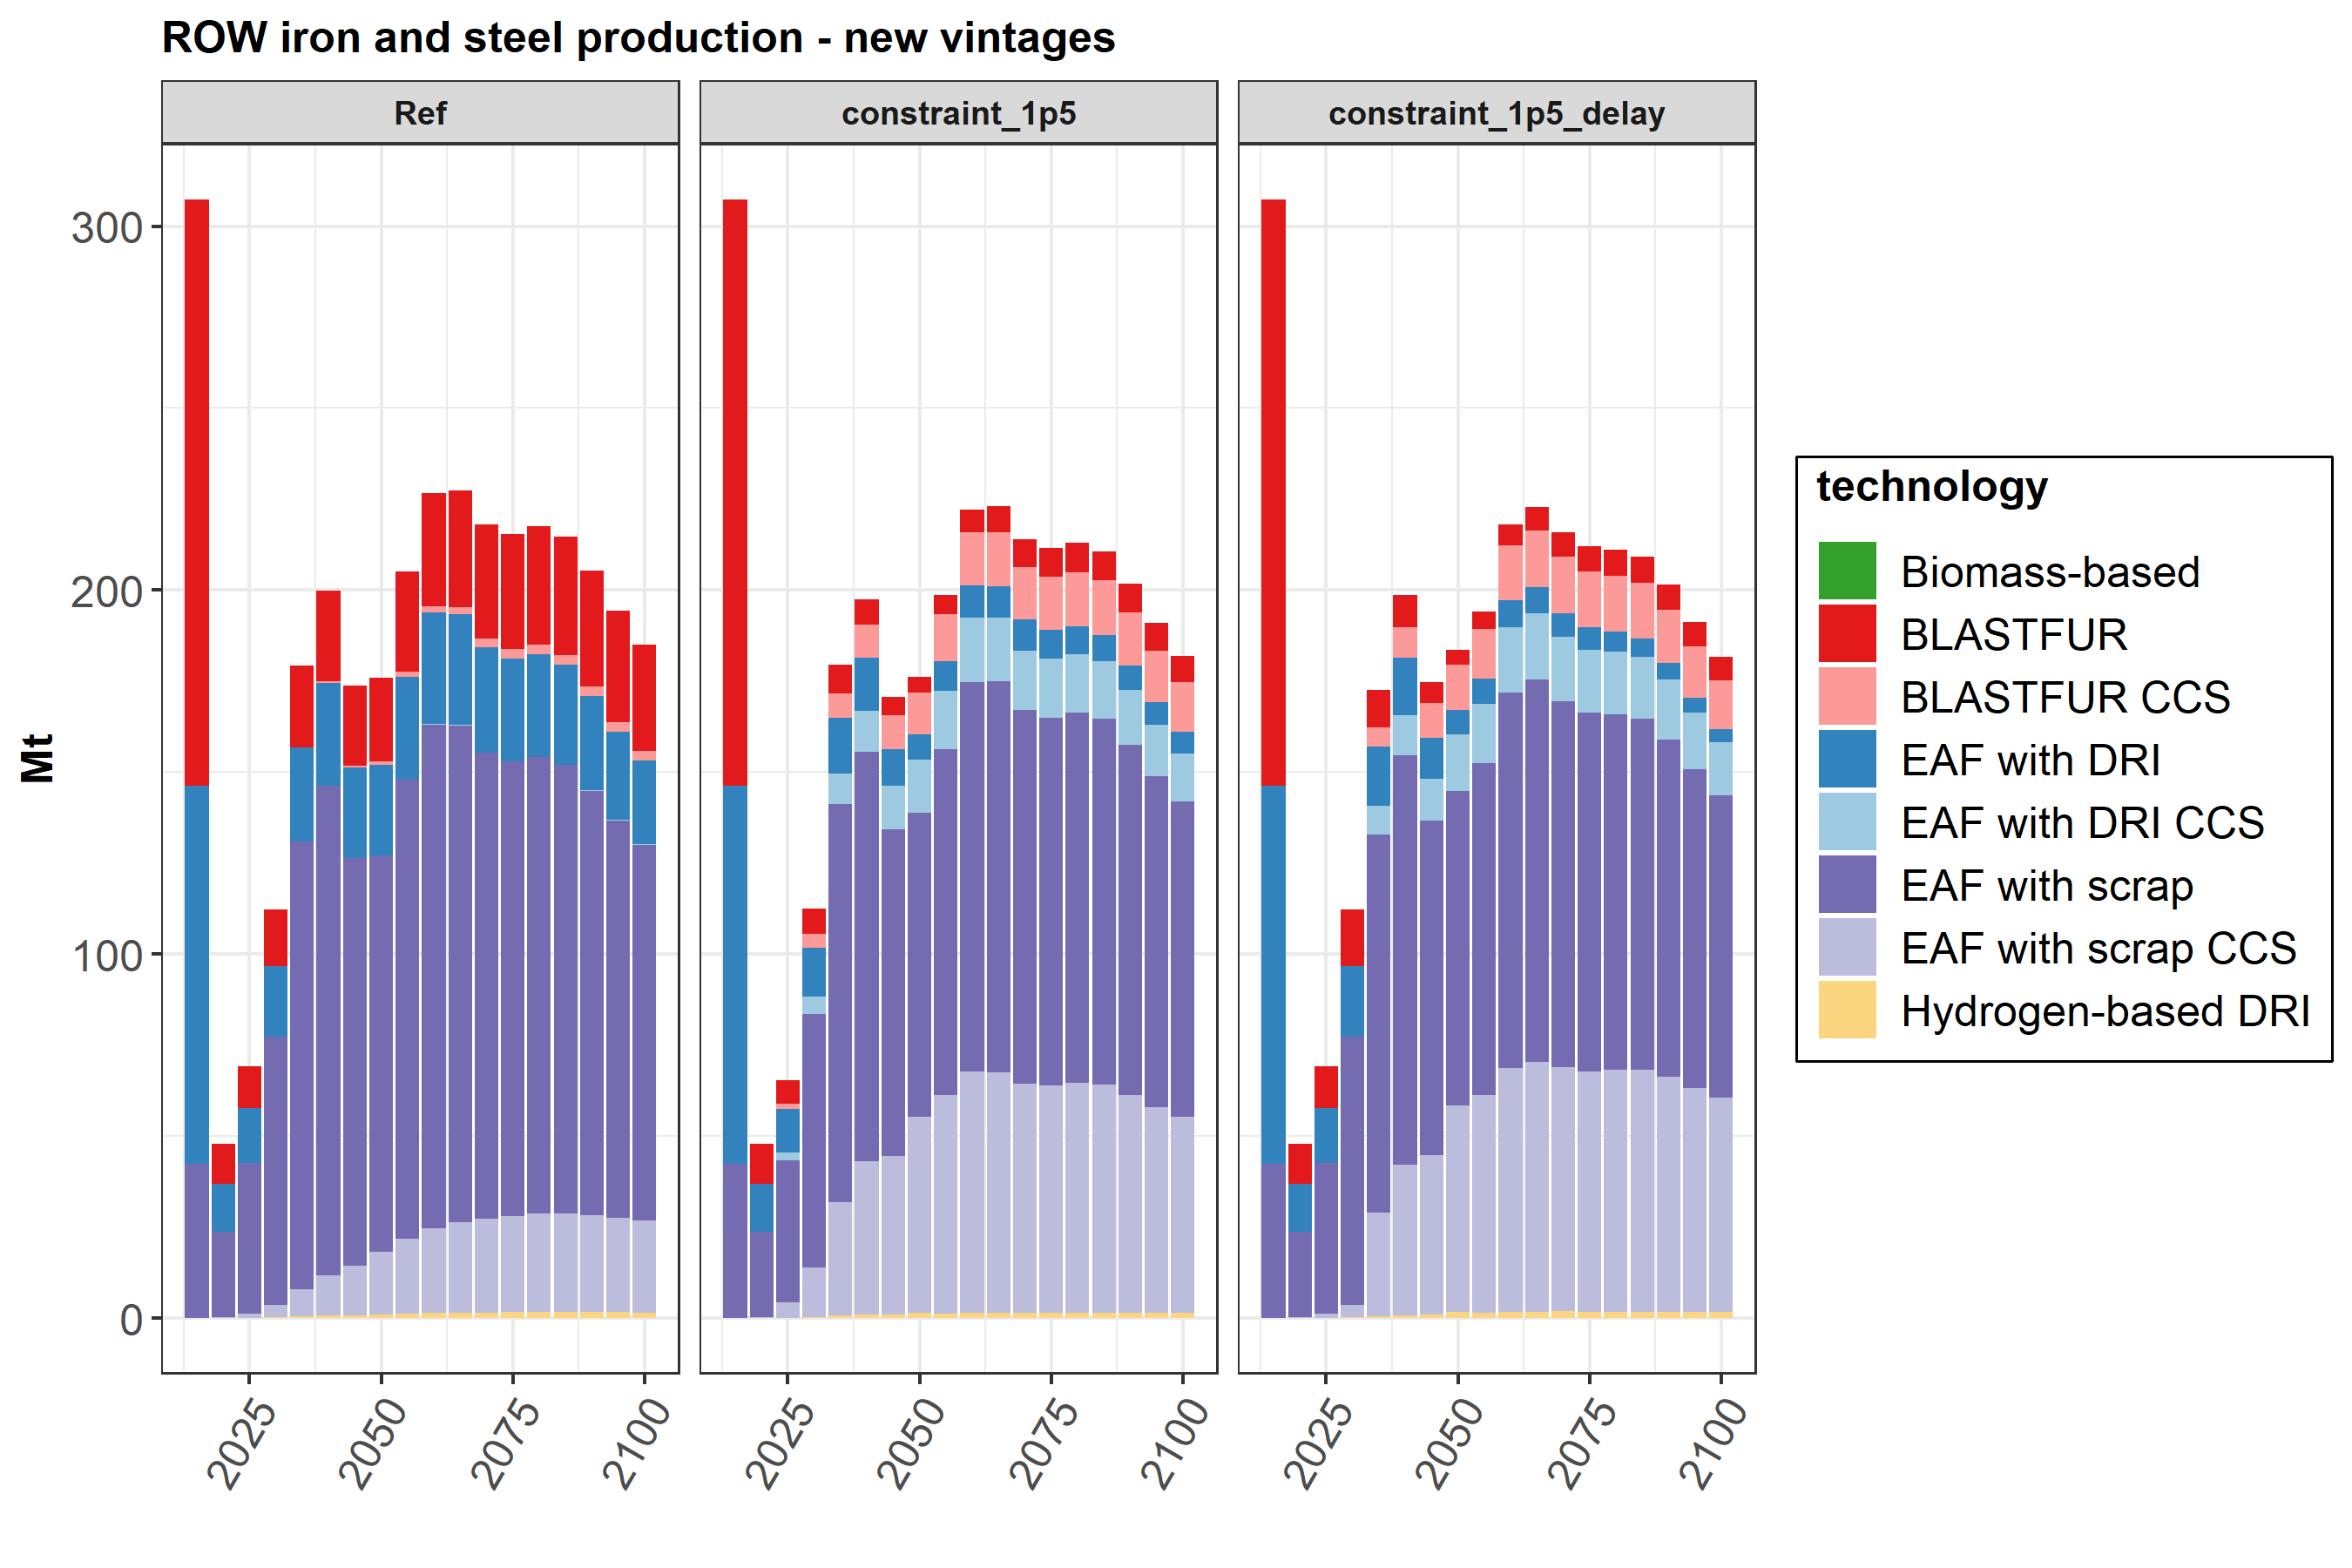 ROW iron and steel production - new vintages
Ref
constraint_1p5
constraint_1p5_delay
Mt
300
200
100
0
2025
2050
2075
2100
2025
2050
2075
2100
2025
2050
2075
2100
technology
Biomass-based
BLASTFUR
BLASTFUR CCS
EAF with DRI
EAF with DRI CCS
EAF with scrap
EAF with scrap CCS
Hydrogen-based DRI